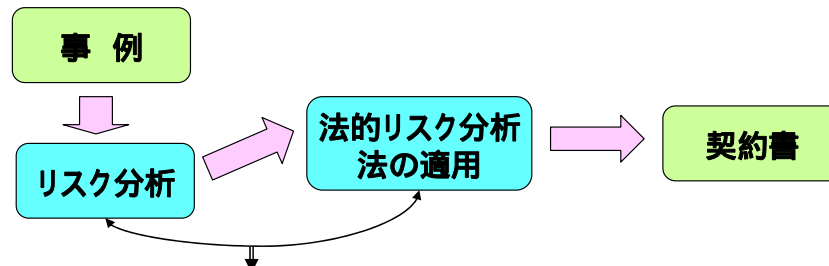 事 例
リスク分析
法的リスク分析
法の適用
契約書